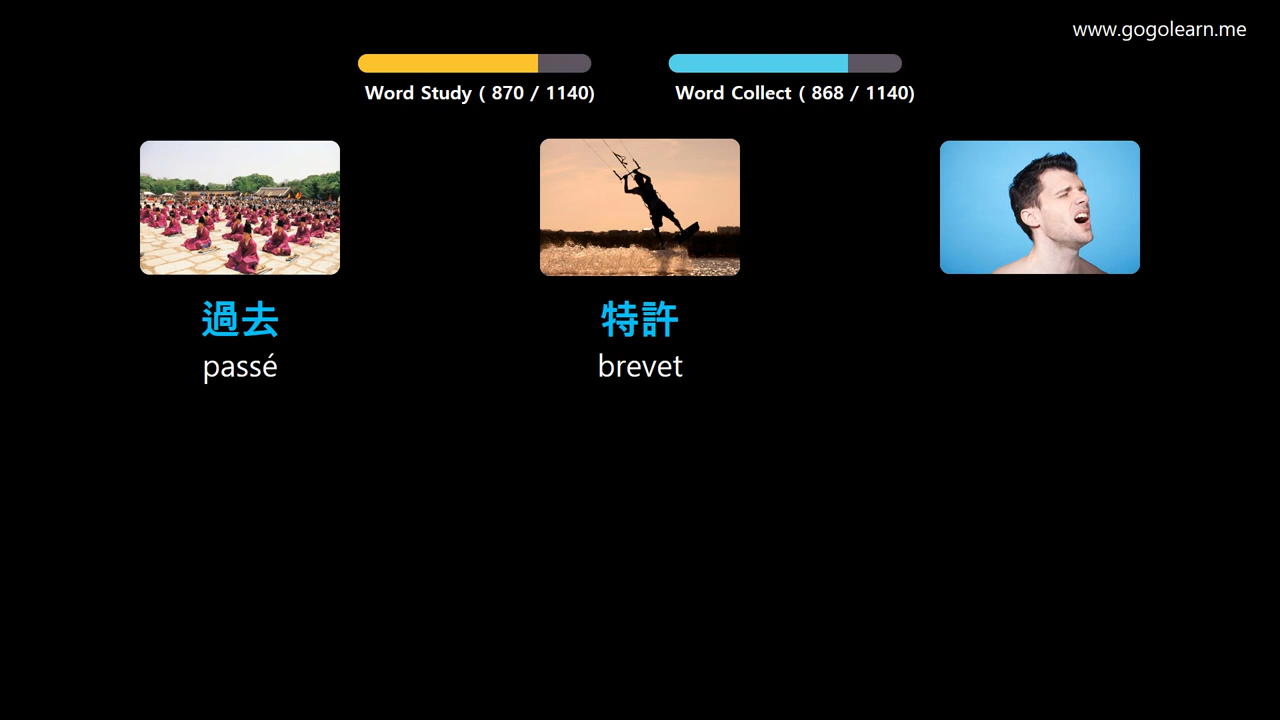 www.gogolearn.me
Word Study ( 870 / 1140)
Word Collect ( 868 / 1140)
過去
passé
特許
brevet